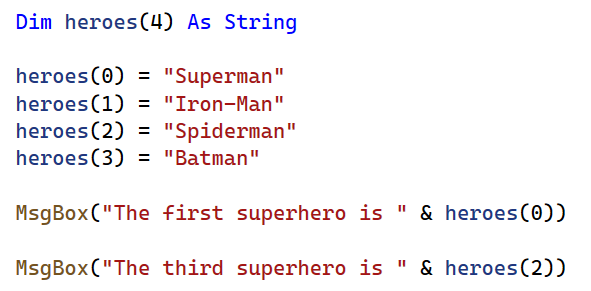 Dim heroes(4) As String
heroes(0) = "Superman"
heroes(1) = "Iron-Man"
heroes(2) = "Spiderman"
heroes(3) = "Batman"
MsgBox("The first superhero is " & heroes(0))
MsgBox("The third superhero is " & heroes(2))